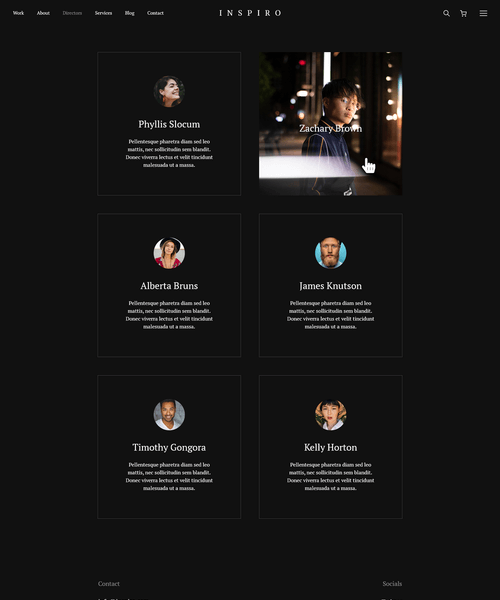 Work About Directors Services Blog Contact
INSPIRO
Phyllis Slocum
Pellentesque pharetra diam sed leo
mattis, nec sollicitudin sem blandit.
Donec viverra lectus et velit tincidunt
malesuada ut a massa.
Zachary Brown
Alberta Bruns
Pellentesque pharetra diam sed leo
mattis, nec sollicitudin sem blandit.
Donec viverra lectus et velit tincidunt
malesuada ut a massa.
James Knutson
Pellentesque pharetra diam sed leo
mattis, nec sollicitudin sem blandit.
Donec viverra lectus et velit tincidunt
malesuada ut a massa.
Timothy Gongora
Pellentesque pharetra diam sed leo
mattis, nec sollicitudin sem blandit.
Donec viverra lectus et velit tincidunt
malesuada ut a massa.
Kelly Horton
Pellentesque pharetra diam sed leo
mattis, nec sollicitudin sem blandit.
Donec viverra lectus et velit tincidunt
malesuada ut a massa.
Contact
Socials